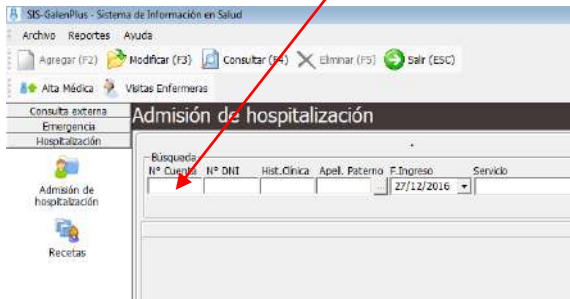 SIS-GalenPlus - Sistema de Información en Salud
Archivo Reportes Ayuda
Agregar (F2) Modificar (F3) Consultar (F4) Eliminar (F5) Salir (ESC)
Alta Médica Visitas Enfermeras
Consulta externa
Emergencia
Hospitalización
Admisión de hospitalización
Búsqueda
Nº Cuenta Nº DNI Hist.Clínica Apell. Paterno F.Ingreso Servicio
... 27/12/2016
Admisión de
hospitalización
Recetas